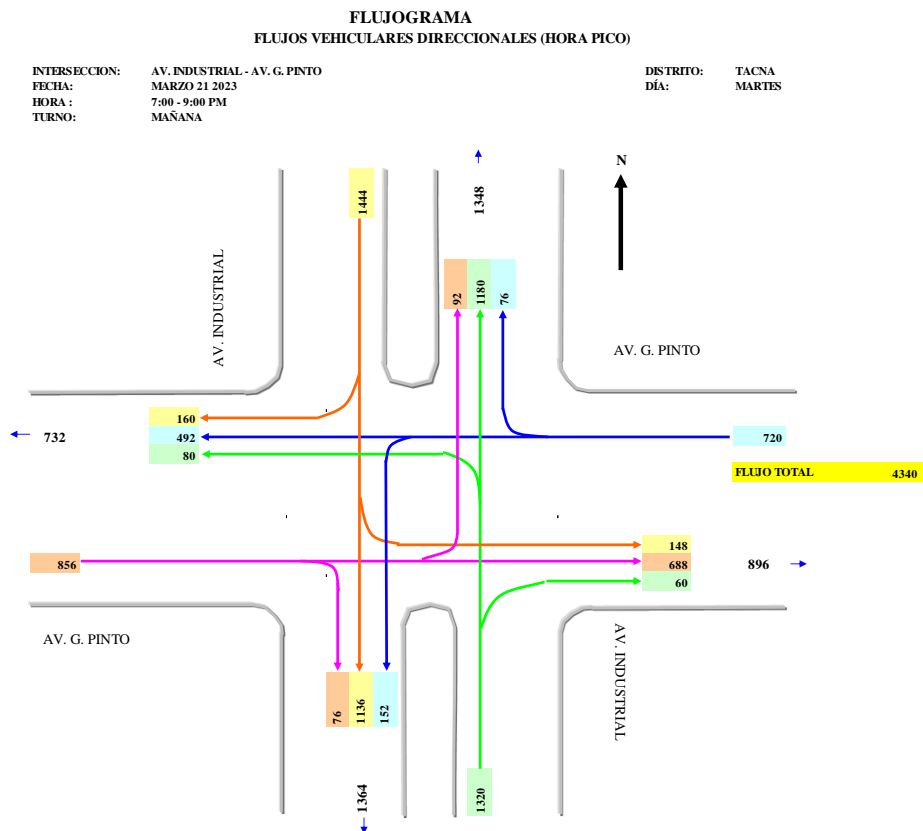 FLUJOGRAMA
FLUJOS VEHICULARES DIRECCIONALES (HORA PICO)
INTERSECCION: AV. INDUSTRIAL - AV. G. PINTO DISTRITO: TACNA
FECHA: MARZO 21 2023 DÍA: MARTES
HORA : 7:00 - 9:00 PM
TURNO: MAÑANA
N
1444
1348
92 1180 76
AV. INDUSTRIAL
AV. G. PINTO
160
732 492 720
80
FLUJO TOTAL 4340
148
856 688 896
60
AV. G. PINTO
AV. INDUSTRIAL
76 1136 152
1364
1320